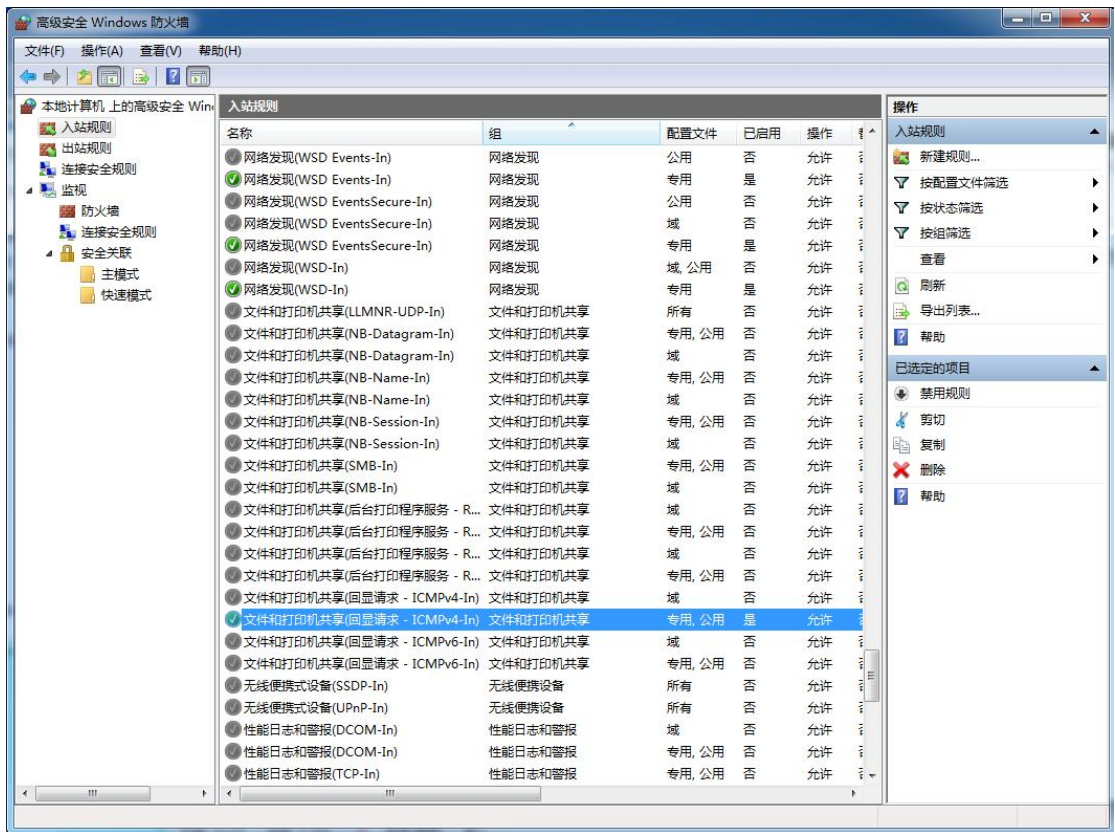 高级安全 Windows 防火墙
文件(F) 操作(A) 查看(V) 帮助(H)
本地计算机 上的高级安全 Win
入站规则
出站规则
连接安全规则
监视
防火墙
连接安全规则
安全关联
主模式
快速模式
入站规则
名称 组 配置文件 已启用 操作
网络发现(WSD Events-In) 网络发现 公用 否 允许
网络发现(WSD Events-In) 网络发现 专用 是 允许
网络发现(WSD EventsSecure-In) 网络发现 公用 否 允许
网络发现(WSD EventsSecure-In) 网络发现 域 否 允许
网络发现(WSD EventsSecure-In) 网络发现 专用 是 允许
网络发现(WSD-In) 网络发现 域, 公用 否 允许
网络发现(WSD-In) 网络发现 专用 是 允许
文件和打印机共享(LLMNR-UDP-In) 文件和打印机共享 所有 否 允许
文件和打印机共享(NB-Datagram-In) 文件和打印机共享 专用, 公用 否 允许
文件和打印机共享(NB-Datagram-In) 文件和打印机共享 域 否 允许
文件和打印机共享(NB-Name-In) 文件和打印机共享 专用, 公用 否 允许
文件和打印机共享(NB-Name-In) 文件和打印机共享 域 否 允许
文件和打印机共享(NB-Session-In) 文件和打印机共享 专用, 公用 否 允许
文件和打印机共享(NB-Session-In) 文件和打印机共享 域 否 允许
文件和打印机共享(SMB-In) 文件和打印机共享 专用, 公用 否 允许
文件和打印机共享(SMB-In) 文件和打印机共享 域 否 允许
文件和打印机共享(后台打印程序服务 - R... 文件和打印机共享 域 否 允许
文件和打印机共享(后台打印程序服务 - R... 文件和打印机共享 专用, 公用 否 允许
文件和打印机共享(后台打印程序服务 - R... 文件和打印机共享 域 否 允许
文件和打印机共享(后台打印程序服务 - R... 文件和打印机共享 专用, 公用 否 允许
文件和打印机共享(回显请求 - ICMPv4-In) 文件和打印机共享 域 否 允许
文件和打印机共享(回显请求 - ICMPv4-In) 文件和打印机共享 专用, 公用 是 允许
文件和打印机共享(回显请求 - ICMPv6-In) 文件和打印机共享 域 否 允许
文件和打印机共享(回显请求 - ICMPv6-In) 文件和打印机共享 专用, 公用 否 允许
无线便携式设备(SSDP-In) 无线便携设备 所有 否 允许
无线便携式设备(UPnP-In) 无线便携设备 所有 否 允许
性能日志和警报(DCOM-In) 性能日志和警报 域 否 允许
性能日志和警报(DCOM-In) 性能日志和警报 专用, 公用 否 允许
性能日志和警报(TCP-In) 性能日志和警报 专用, 公用 否 允许
操作
入站规则
新建规则...
按配置文件筛选
按状态筛选
按组筛选
查看
刷新
导出列表...
帮助
已选定的项目
禁用规则
剪切
复制
删除
帮助